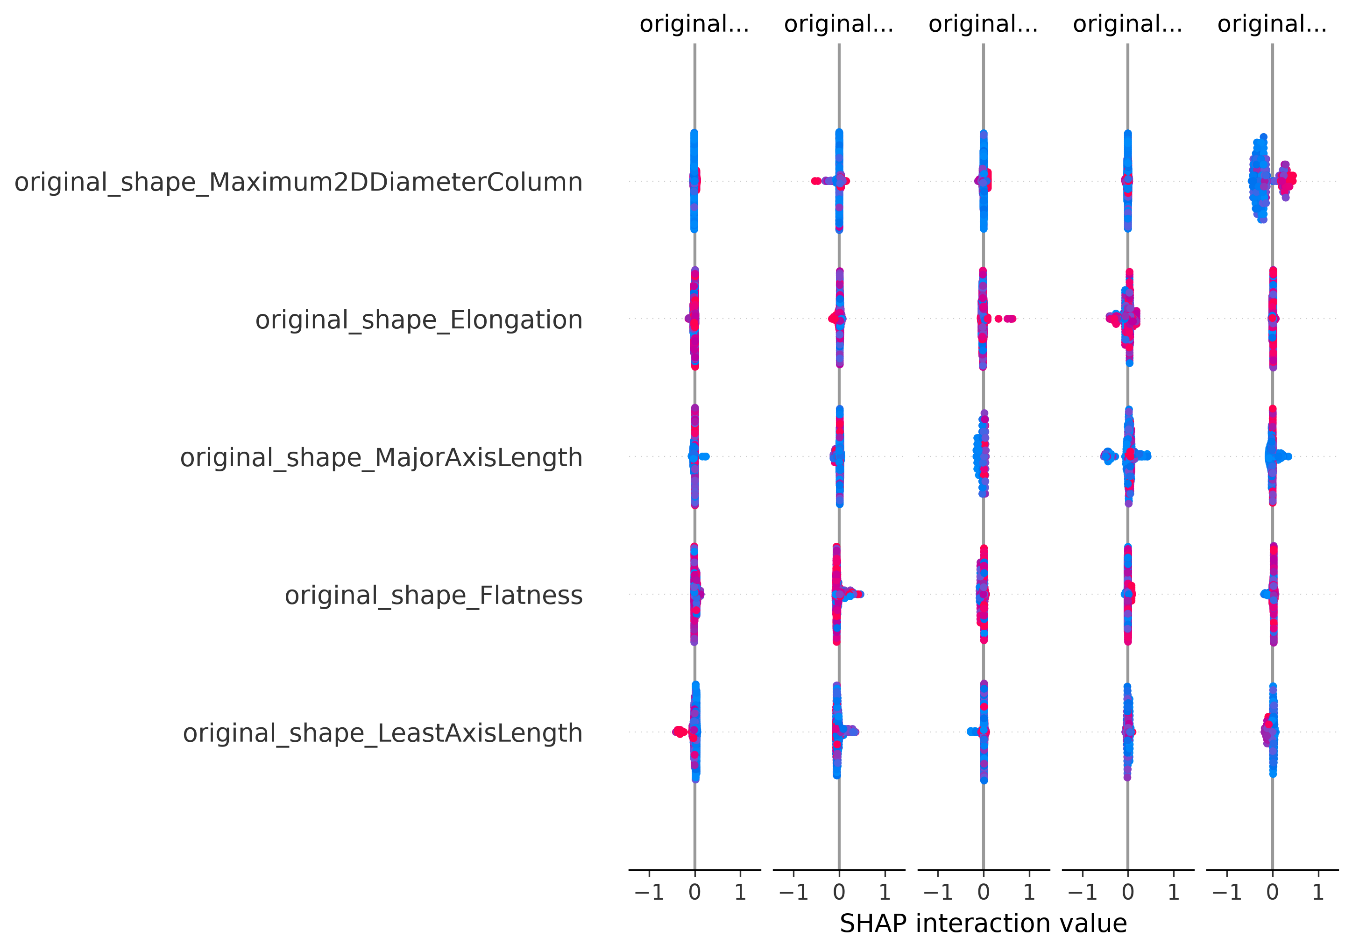 original... original... original... original... original...
original_shape_Maximum2DDiameterColumn
original_shape_Elongation
original_shape_MajorAxisLength
original_shape_Flatness
original_shape_LeastAxisLength
−1 0 1 −1 0 1 −1 0 1 −1 0 1 −1 0 1
SHAP interaction value